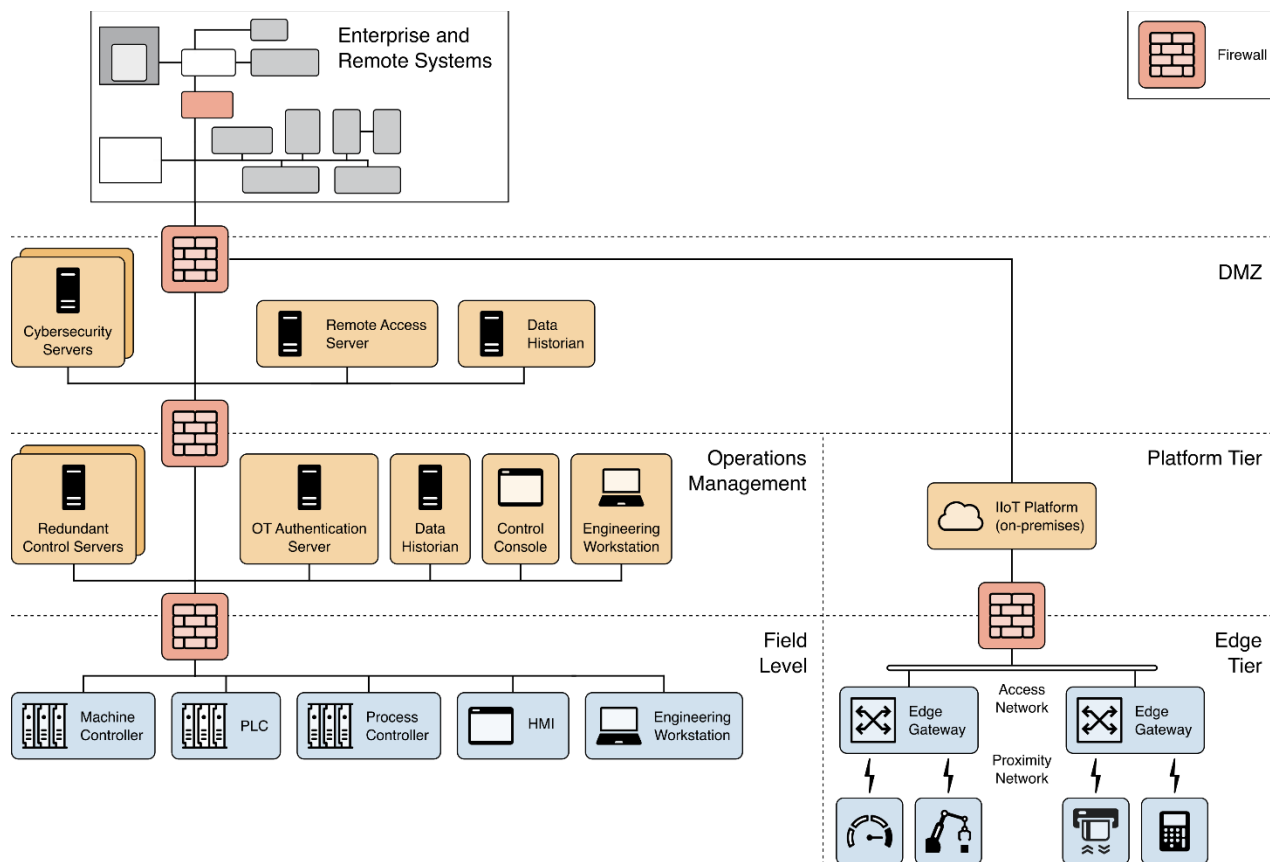 Enterprise and
Remote Systems
Firewall
DMZ
Cybersecurity
Servers
Remote Access
Server
Data
Historian
Operations
Management
Platform Tier
Redundant
Control Servers
OT Authentication
Server
Data
Historian
Control
Console
Engineering
Workstation
IIoT Platform
(on-premises)
Field
Level
Edge
Tier
Machine
Controller
PLC
Process
Controller
HMI
Engineering
Workstation
Access
Network
Edge
Gateway
Edge
Gateway
Proximity
Network